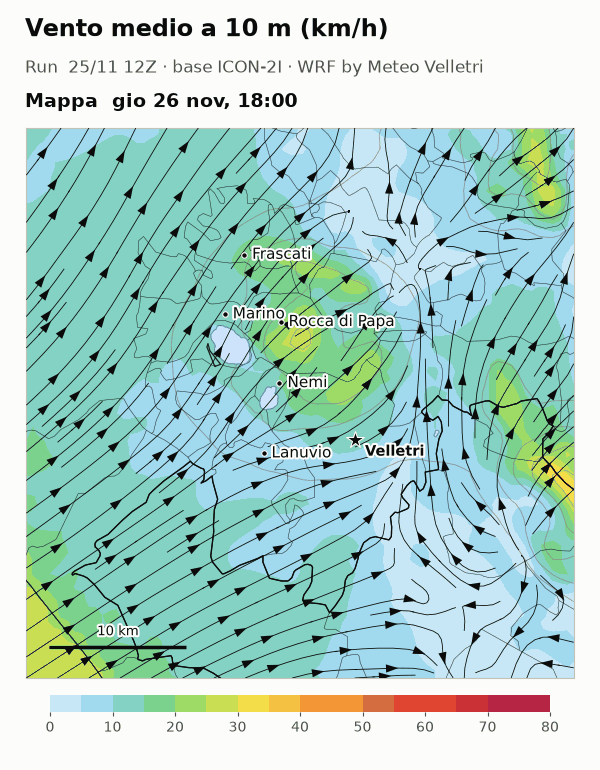 Vento medio a 10 m (km/h)
Run  25/11 12Z · base ICON-2I · WRF by Meteo Velletri
Mappa  gio 26 nov, 18:00
Frascati
Marino
Rocca di Papa
Nemi
Velletri
Lanuvio
10 km
0 10 20 30 40 50 60 70 80